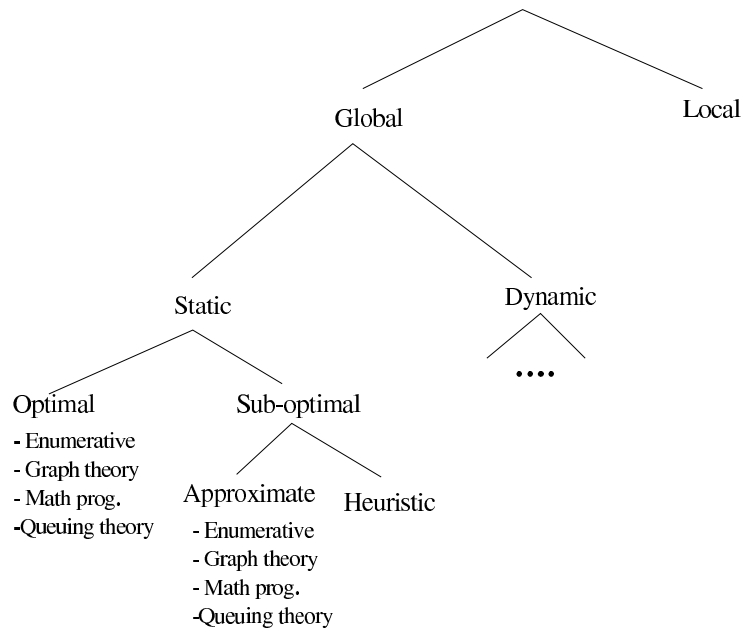 Global
Local
Static
Dynamic
....
Optimal
- Enumerative
- Graph theory
- Math prog.
-Queuing theory
Sub-optimal
Approximate
- Enumerative
- Graph theory
- Math prog.
-Queuing theory
Heuristic